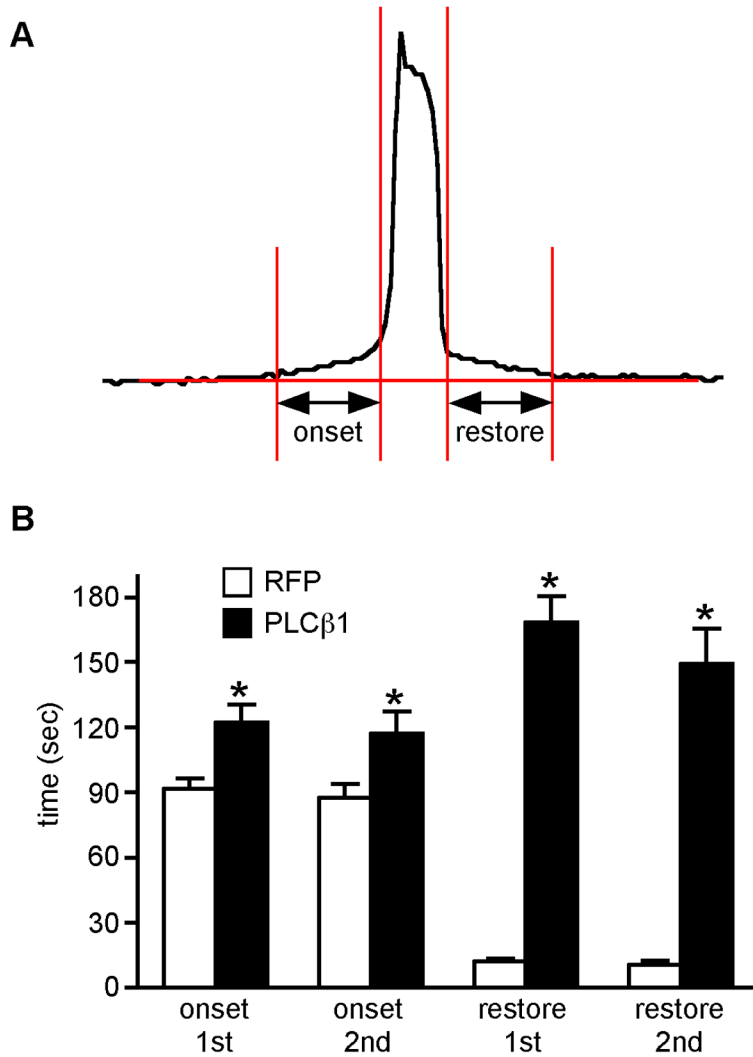 A
onset
restore
B
RFP
PLCβ1
time (sec)
180
150
120
90
60
30
0
*
*
*
*
onset 1st
onset 2nd
restore 1st
restore 2nd